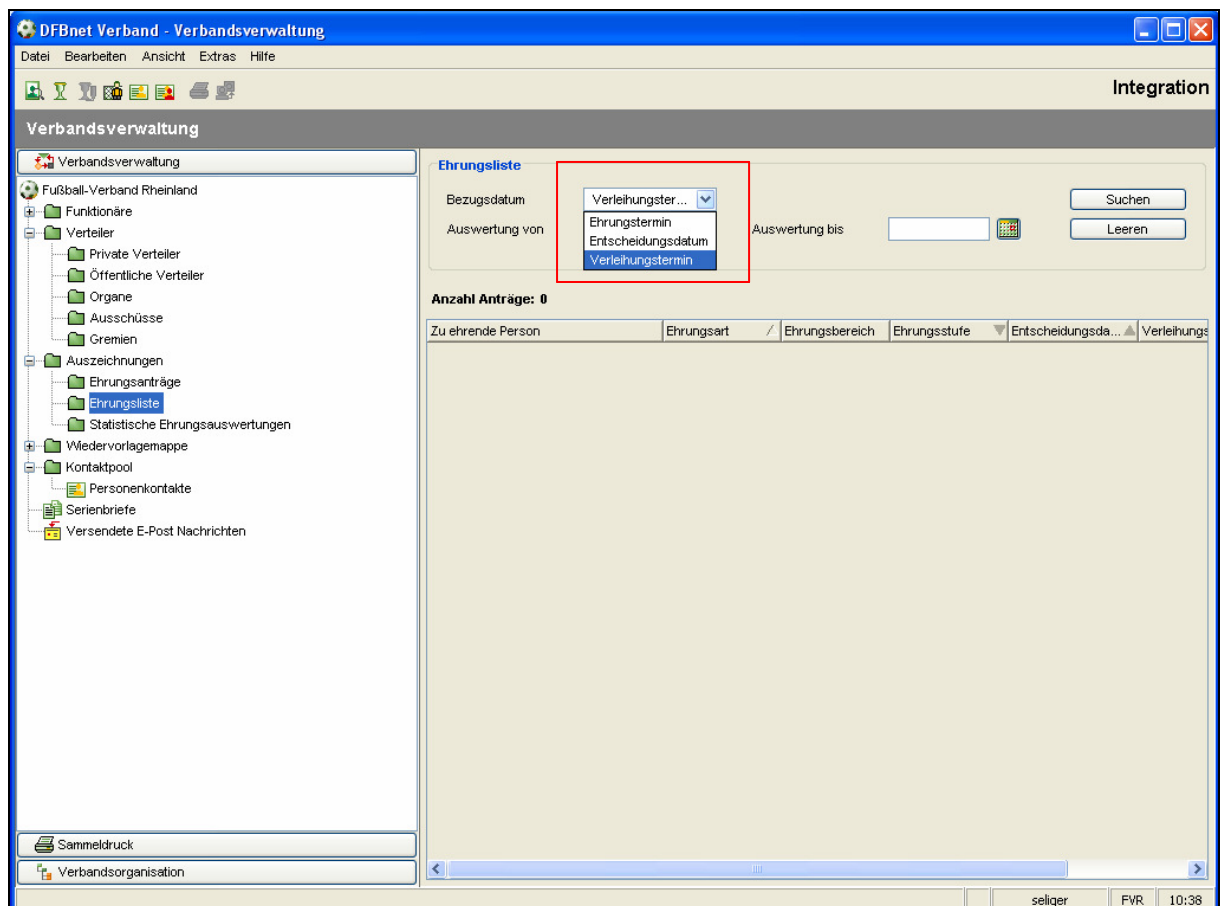 DFBnet Verband - Verbandsverwaltung
Datei Bearbeiten Ansicht Extras Hilfe
Integration
Verbandsverwaltung
Verbandsverwaltung
Fußball-Verband Rheinland
Funktionäre
Verteiler
Private Verteiler
Öffentliche Verteiler
Organe
Ausschüsse
Gremien
Auszeichnungen
Ehrungsanträge
Ehrungsliste
Statistische Ehrungsauswertungen
Wiedervorlagemappe
Kontaktpool
Personenkontakte
Serienbriefe
Versendete E-Post Nachrichten
Sammeldruck
Verbandsorganisation
Ehrungsliste
Bezugsdatum Verleihungster... Suchen
Auswertung von Auswertung bis Leeren
Ehrungstermin
Entscheidungsdatum
Verleihungstermin
Anzahl Anträge: 0
Zu ehrende Person Ehrungsart Ehrungsbereich Ehrungsstufe Entscheidungsda... Verleihungs
seliger FVR 10:38